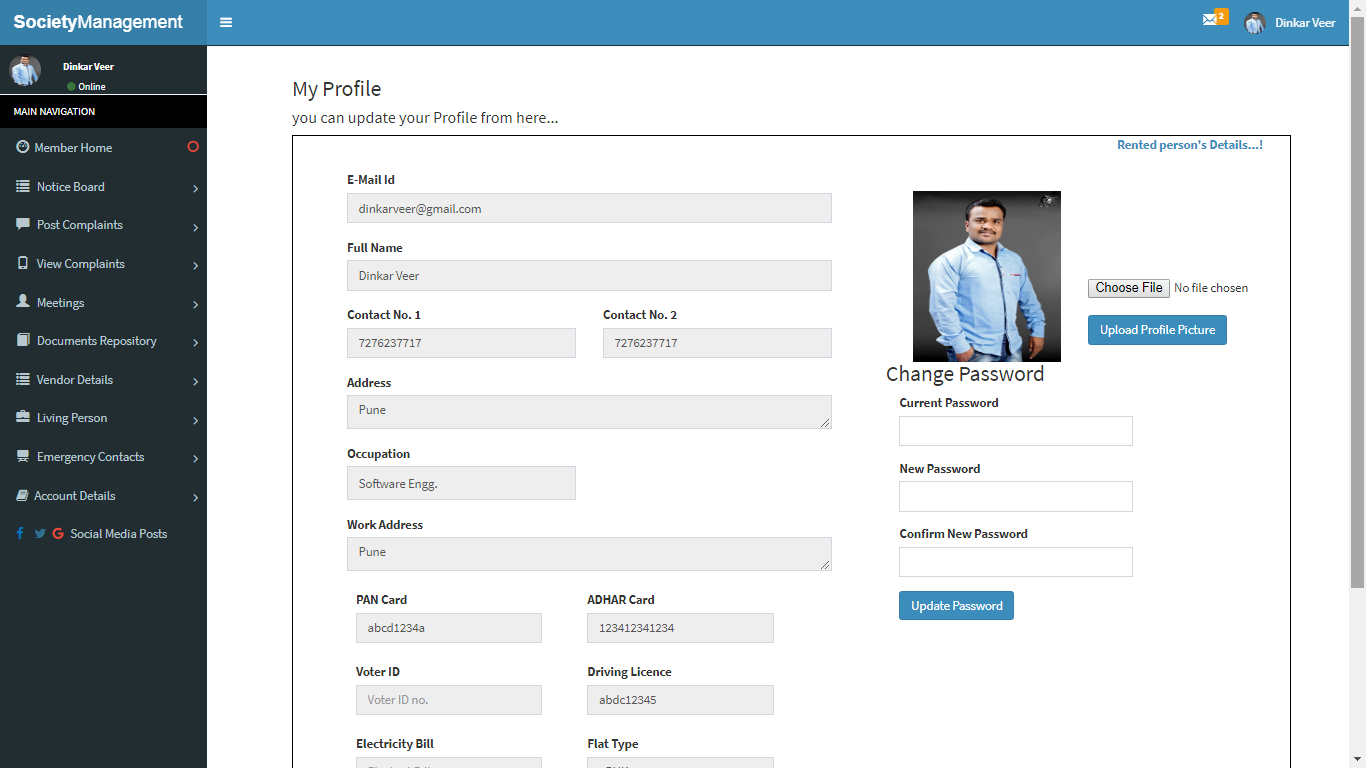 SocietyManagement
2
Dinkar Veer
Dinkar Veer
Online
MAIN NAVIGATION
Member Home
Notice Board
Post Complaints
View Complaints
Meetings
Documents Repository
Vendor Details
Living Person
Emergency Contacts
Account Details
Social Media Posts
My Profile
you can update your Profile from here...
Rented person's Details...!
E-Mail Id
dinkarveer@gmail.com
Full Name
Dinkar Veer
Contact No. 1 Contact No. 2
7276237717 7276237717
Address
Pune
Occupation
Software Engg.
Work Address
Pune
PAN Card ADHAR Card
abcd1234a 123412341234
Voter ID Driving Licence
Voter ID no. abdc12345
Electricity Bill Flat Type
Choose File No file chosen
Upload Profile Picture
Change Password
Current Password
New Password
Confirm New Password
Update Password